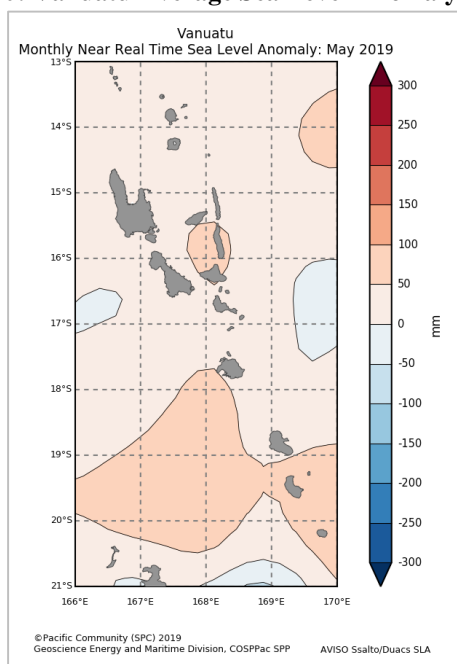 Vanuatu
Monthly Near Real Time Sea Level Anomaly: May 2019
13°S
14°S
15°S
16°S
17°S
18°S
19°S
20°S
21°S
166°E 167°E 168°E 169°E 170°E
300
250
200
150
100
50
0
-50
-100
-150
-200
-250
-300
mm
©Pacific Community (SPC) 2019
Geoscience Energy and Maritime Division, COSPPac SPP AVISO Ssalto/Duacs SLA